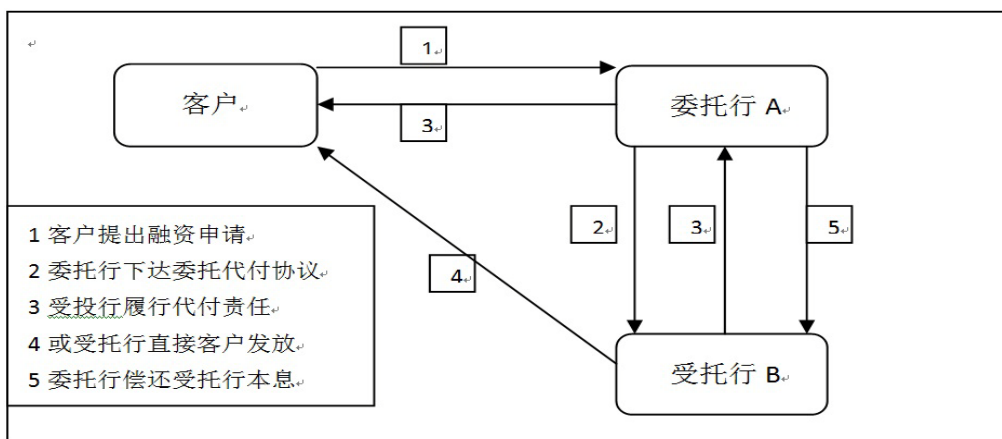 1
客户
委托行 A
3
2
3
5
4
受托行 B
1 客户提出融资申请
2 委托行下达委托代付协议
3 受投行履行代付责任
4 或受托行直接客户发放
5 委托行偿还受托行本息